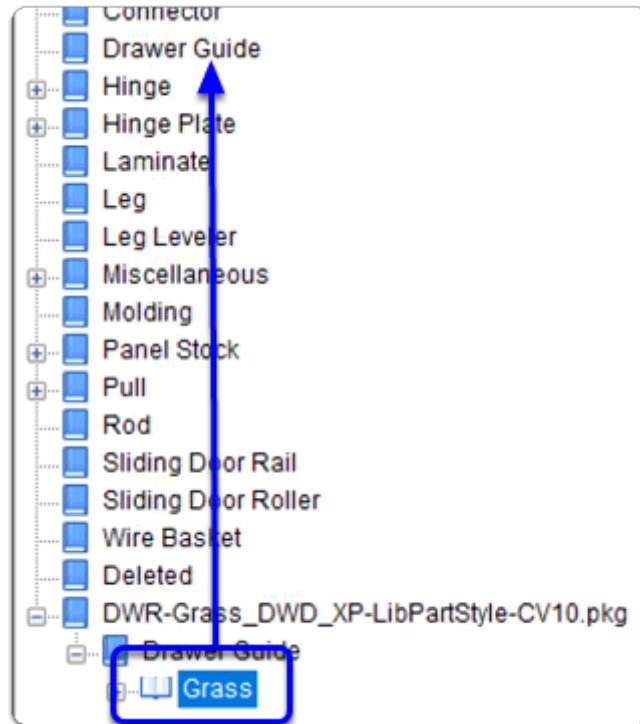 Connector
Drawer Guide
Hinge
Hinge Plate
Laminate
Leg
Leg Leveler
Miscellaneous
Molding
Panel Stock
Pull
Rod
Sliding Door Rail
Sliding Door Roller
Wire Basket
Deleted
DWR-Grass_DWD_XP-LibPartStyle-CV10.pkg
Drawer Guide
Grass